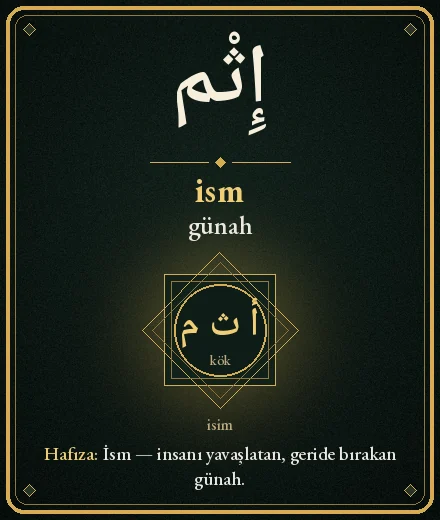 إِثْم
ism
günah
أ ث م
kök
isim
Hafıza: İsm — insanı yavaşlatan, geride bırakan
günah.